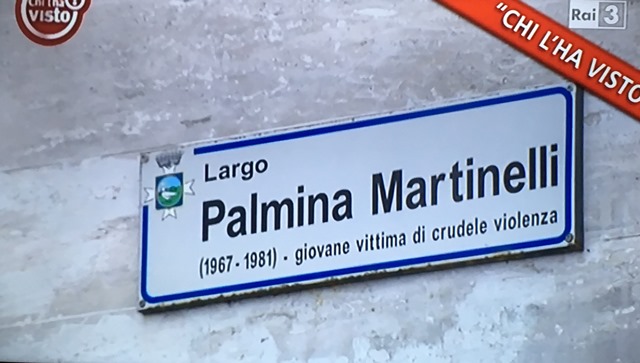 CHI L'HA
VISTO
Rai 3
"CHI L'HA VISTO
Largo
Palmina Martinelli
(1967 - 1981) - giovane vittima di crudele violenza